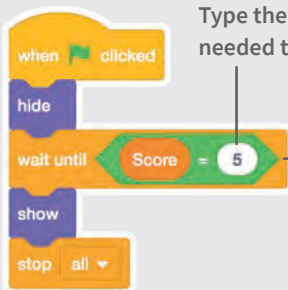 Type the
needed t
when clicked
hide
wait until Score = 5
show
stop all